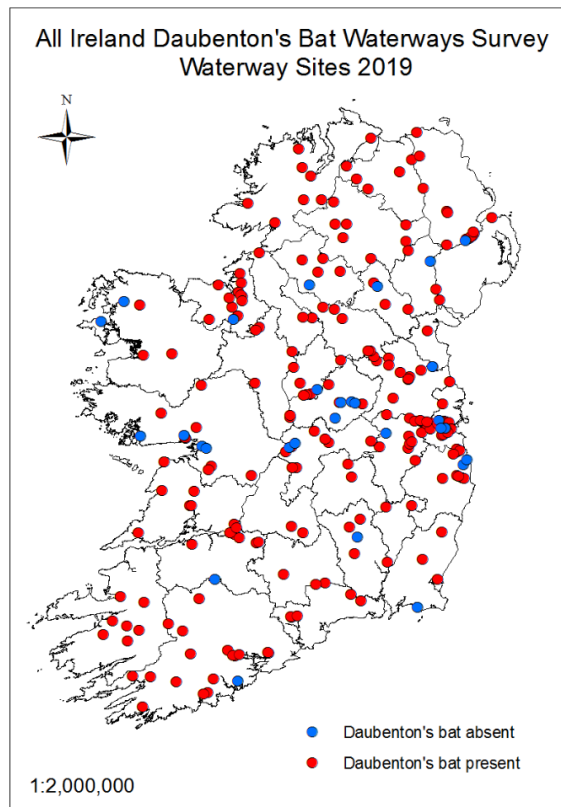 All Ireland Daubenton's Bat Waterways Survey
Waterway Sites 2019
N
Daubenton's bat absent
Daubenton's bat present
1:2,000,000